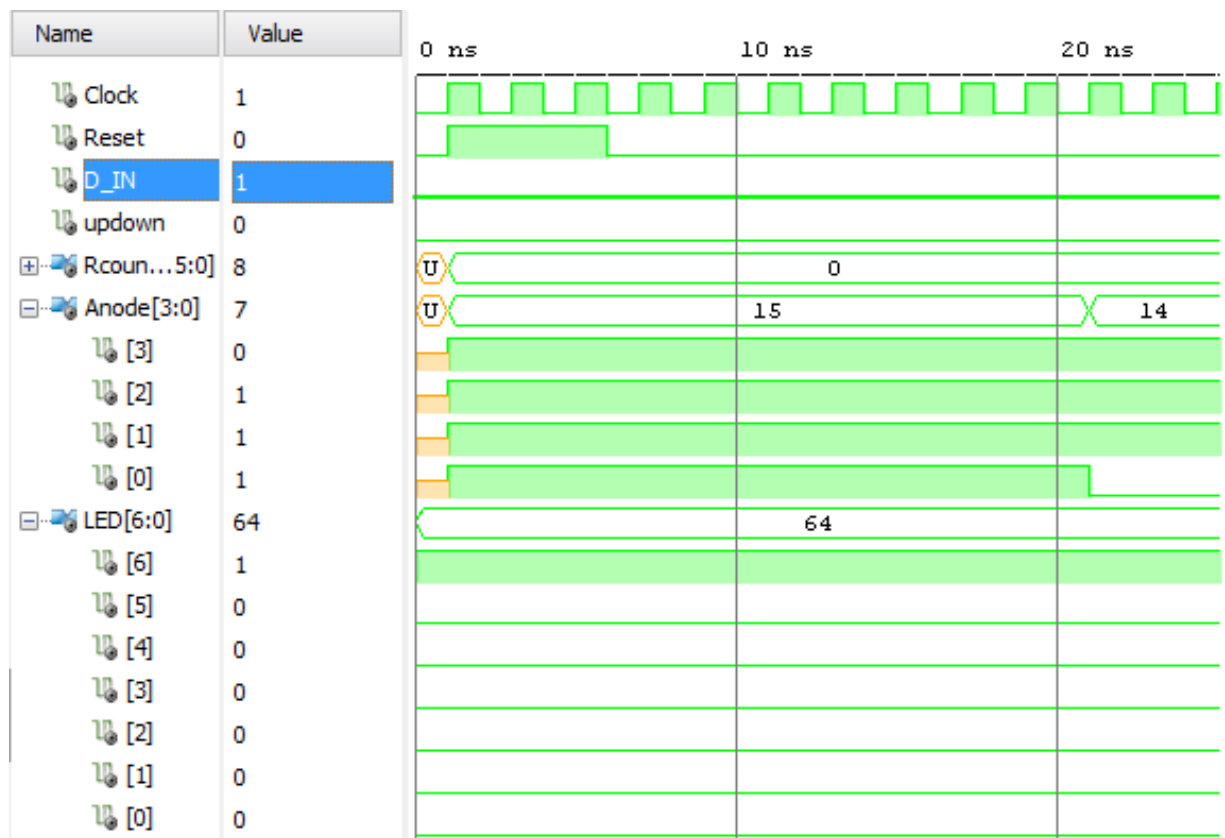 Name Value 0 ns 10 ns 20 ns
Clock 1
Reset 0
D_IN 1
updown 0
Rcoun...5:0] 8 U 0
Anode[3:0] 7 U 15 14
[3] 0
[2] 1
[1] 1
[0] 1
LED[6:0] 64 64
[6] 1
[5] 0
[4] 0
[3] 0
[2] 0
[1] 0
[0] 0